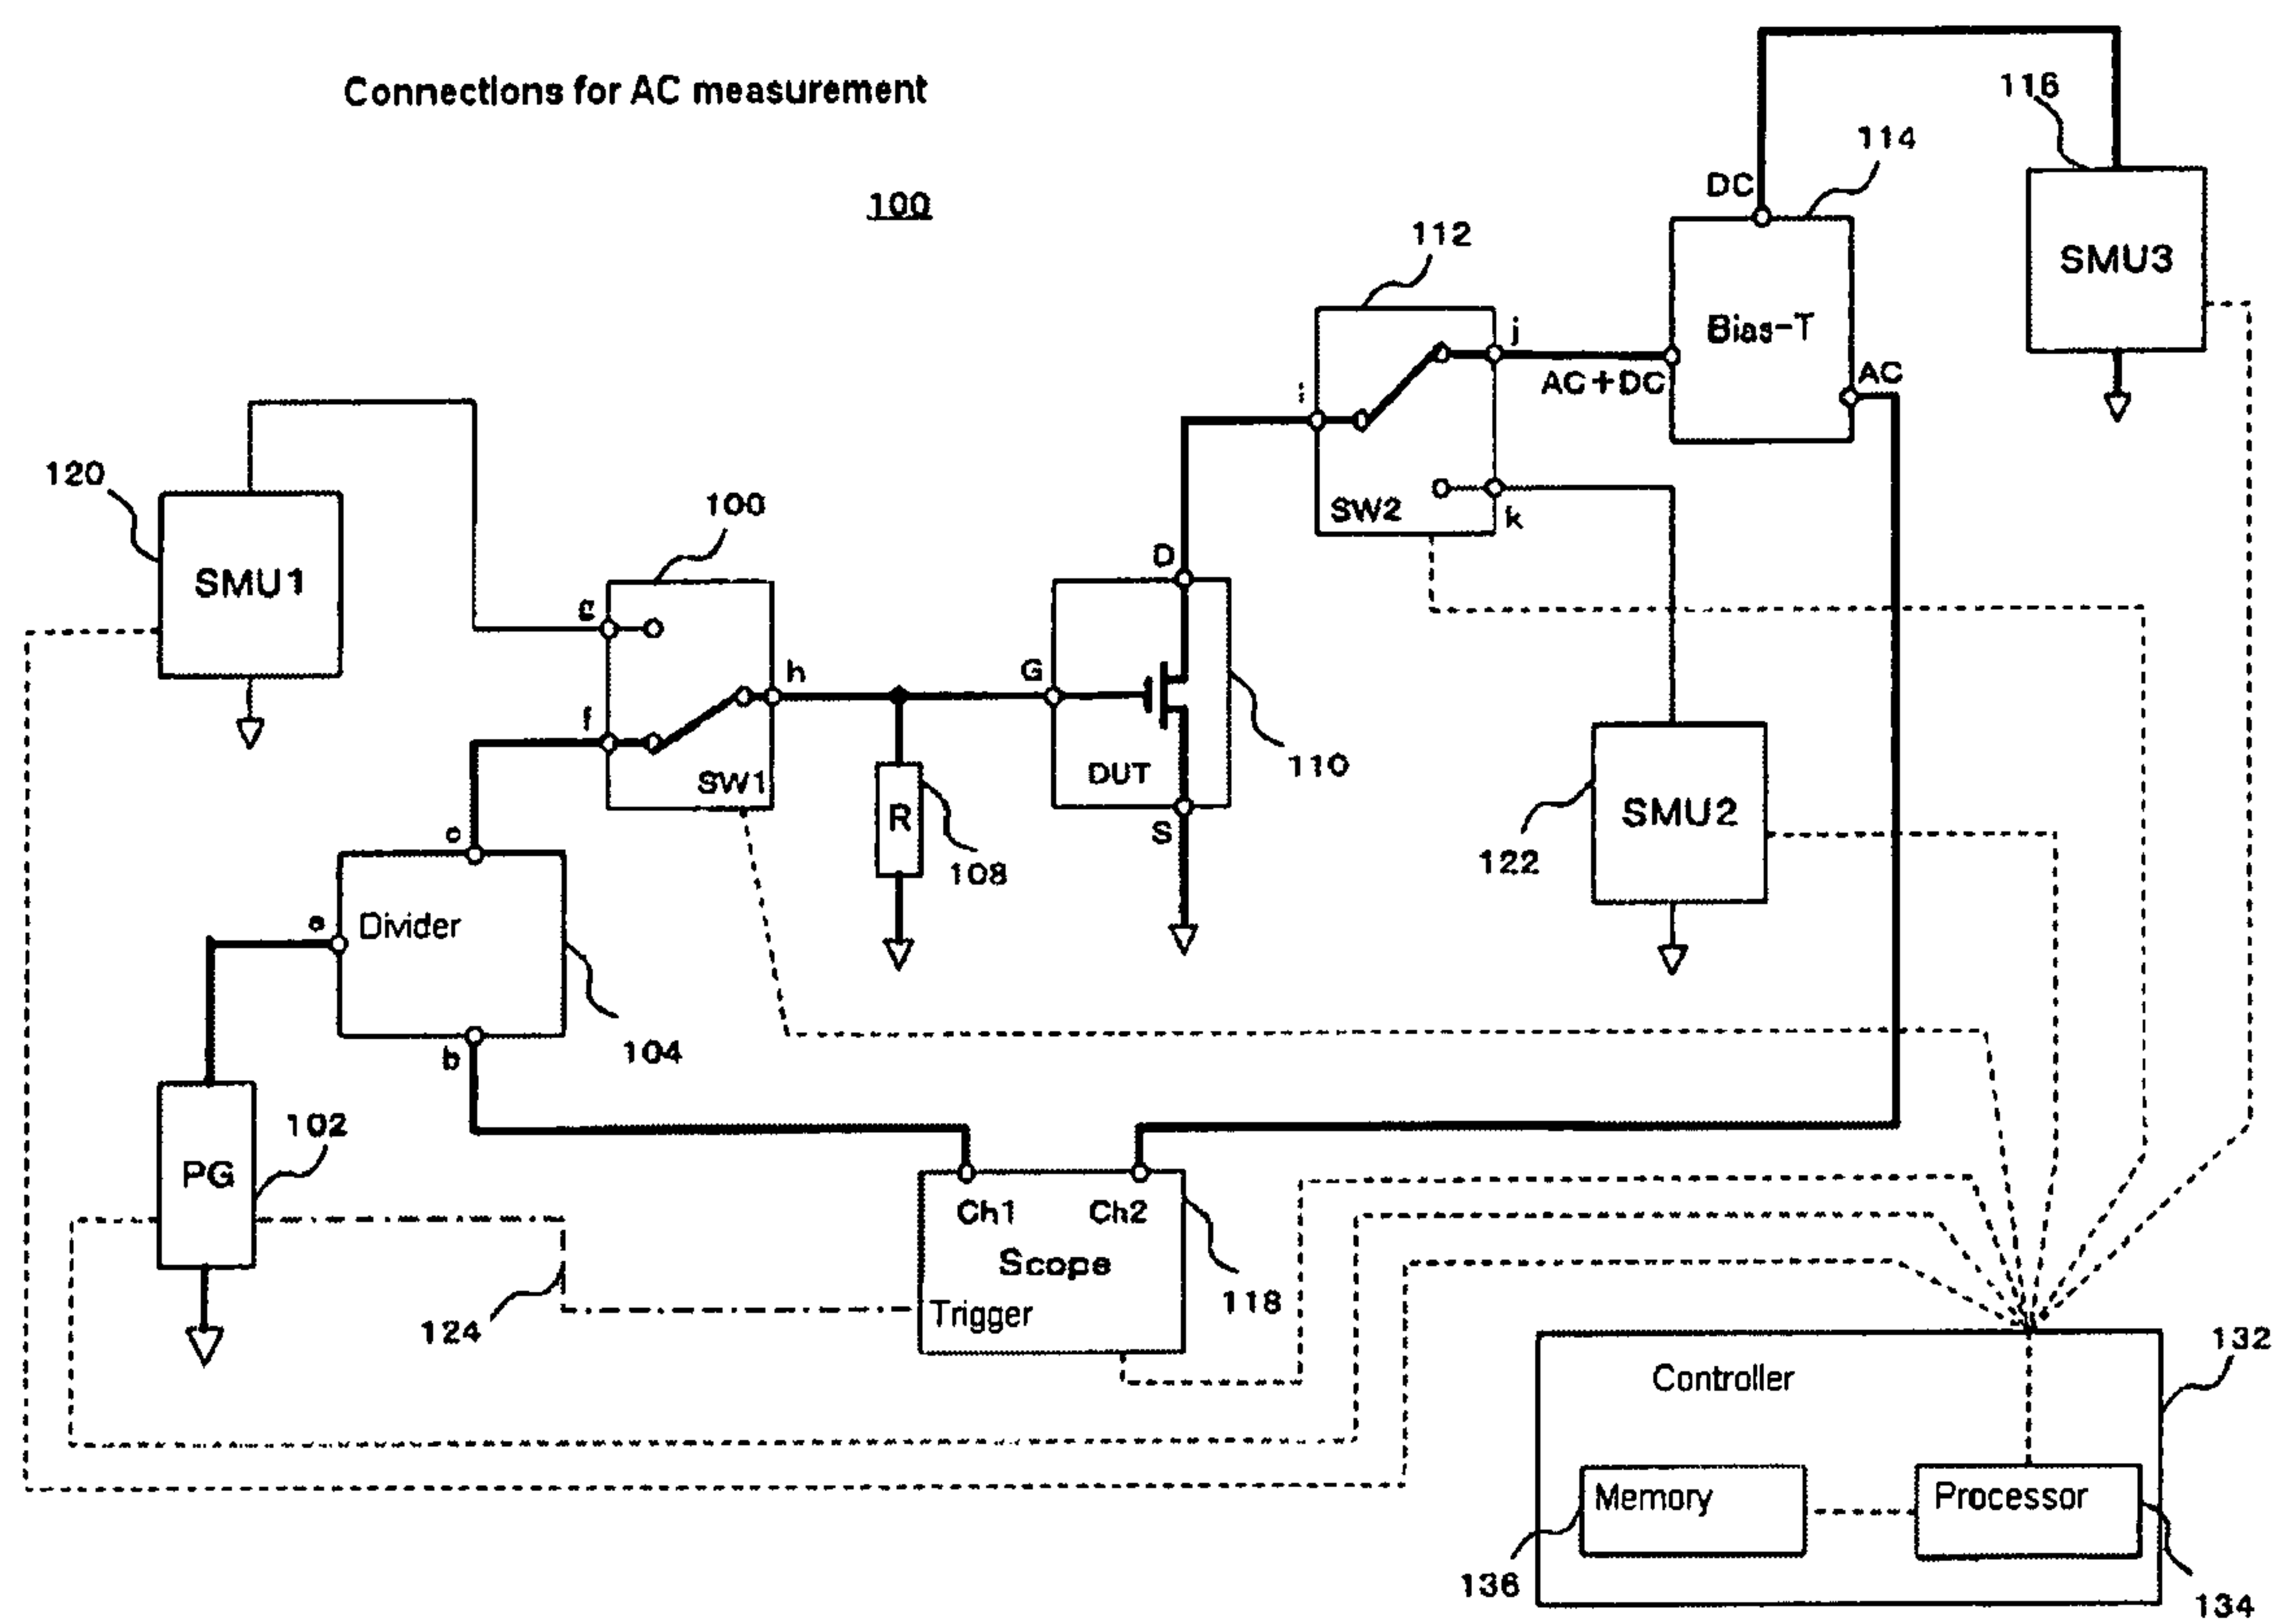 Connections for AC measurement
100
116
114
DC
SMU3
112
Bias-T
j
AC+DC
AC
i
120
SMU1
100
SW2
k
D
g
h
G
f
SW1
DUT
110
R
S
108
SMU2
122
c
a
Divider
b
104
102
PG
Ch1
Ch2
Scope
118
Trigger
124
132
Controller
Memory
Processor
136
134